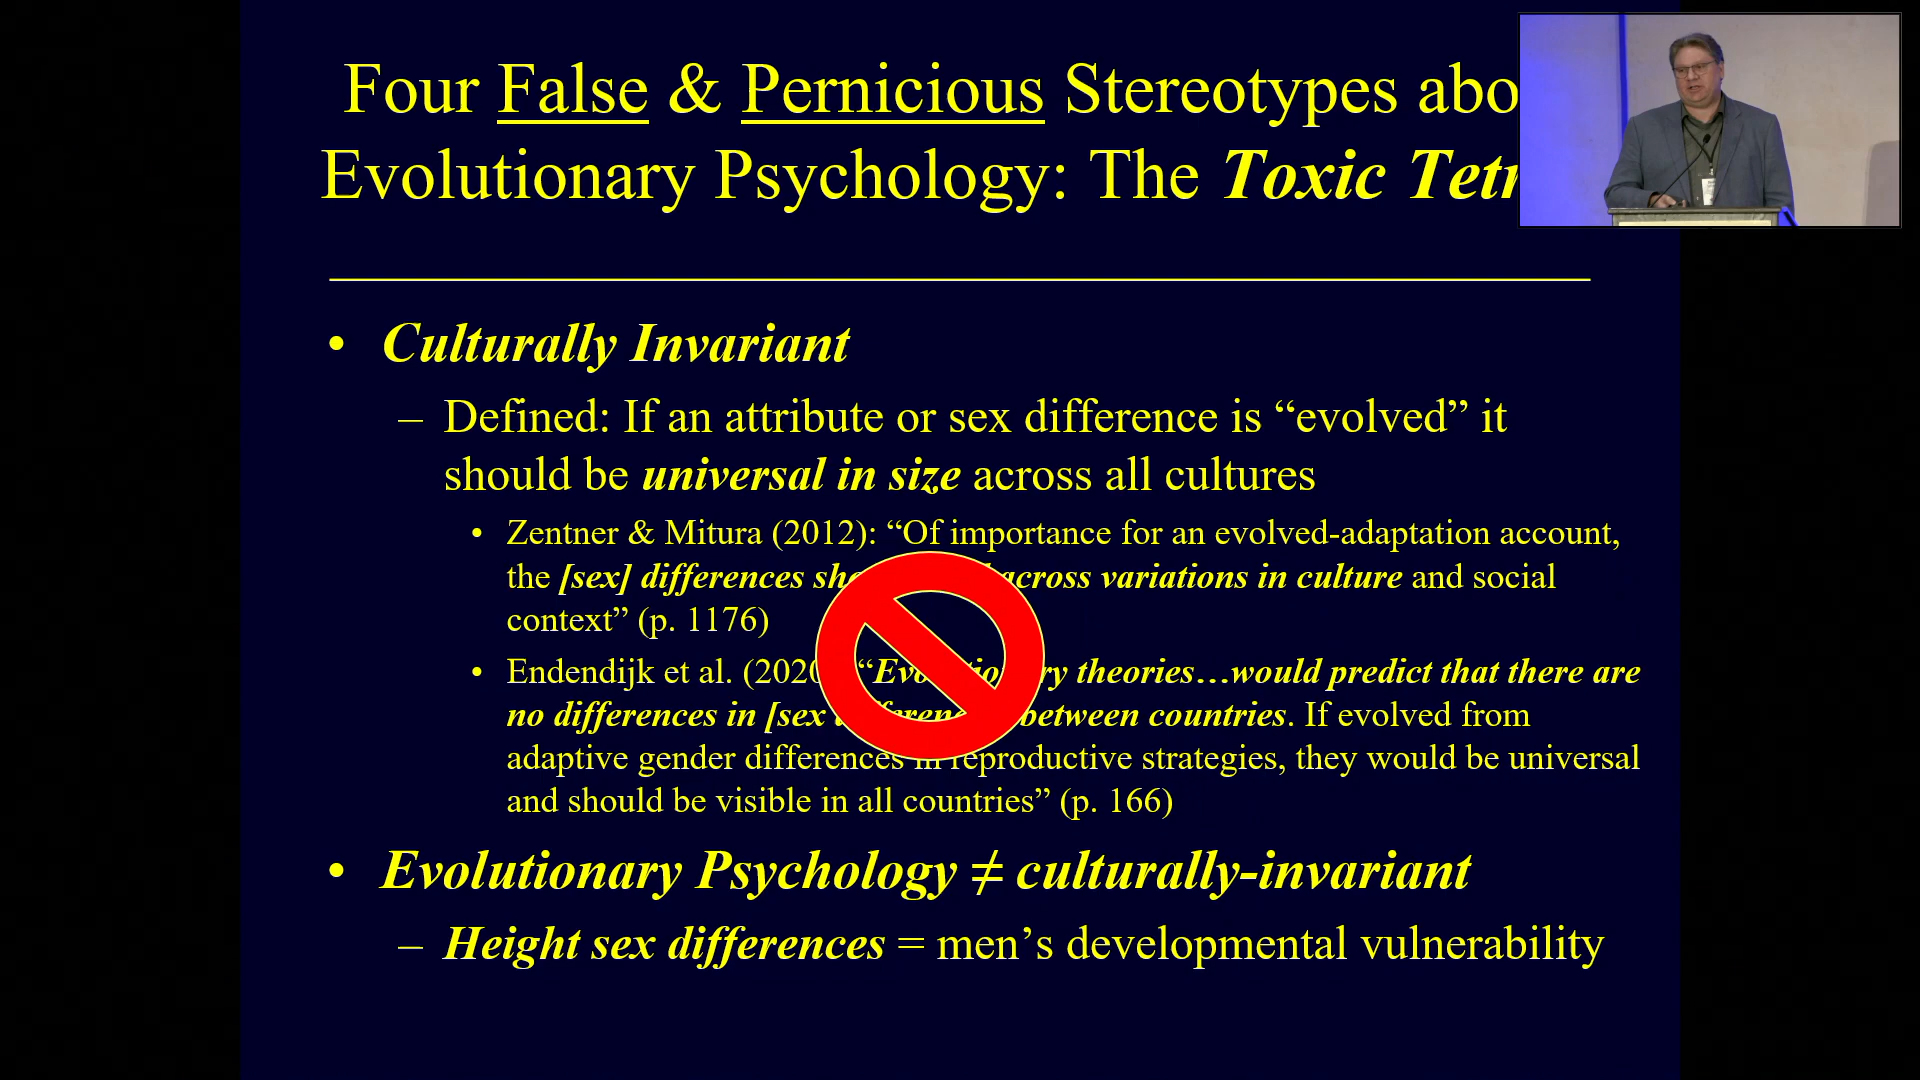 Four False & Pernicious Stereotypes abo
Evolutionary Psychology: The Toxic Tetr
• Culturally Invariant
– Defined: If an attribute or sex difference is “evolved” it
should be universal in size across all cultures
• Zentner & Mitura (2012): “Of importance for an evolved-adaptation account,
the [sex] differences across variations in culture and social
context” (p. 1176)
• Endendijk et al. (2020 “Evolutionary theories…would predict that there are
no differences in [sex between countries. If evolved from
adaptive gender differences in reproductive strategies, they would be universal
and should be visible in all countries” (p. 166)
• Evolutionary Psychology ≠ culturally-invariant
– Height sex differences = men’s developmental vulnerability